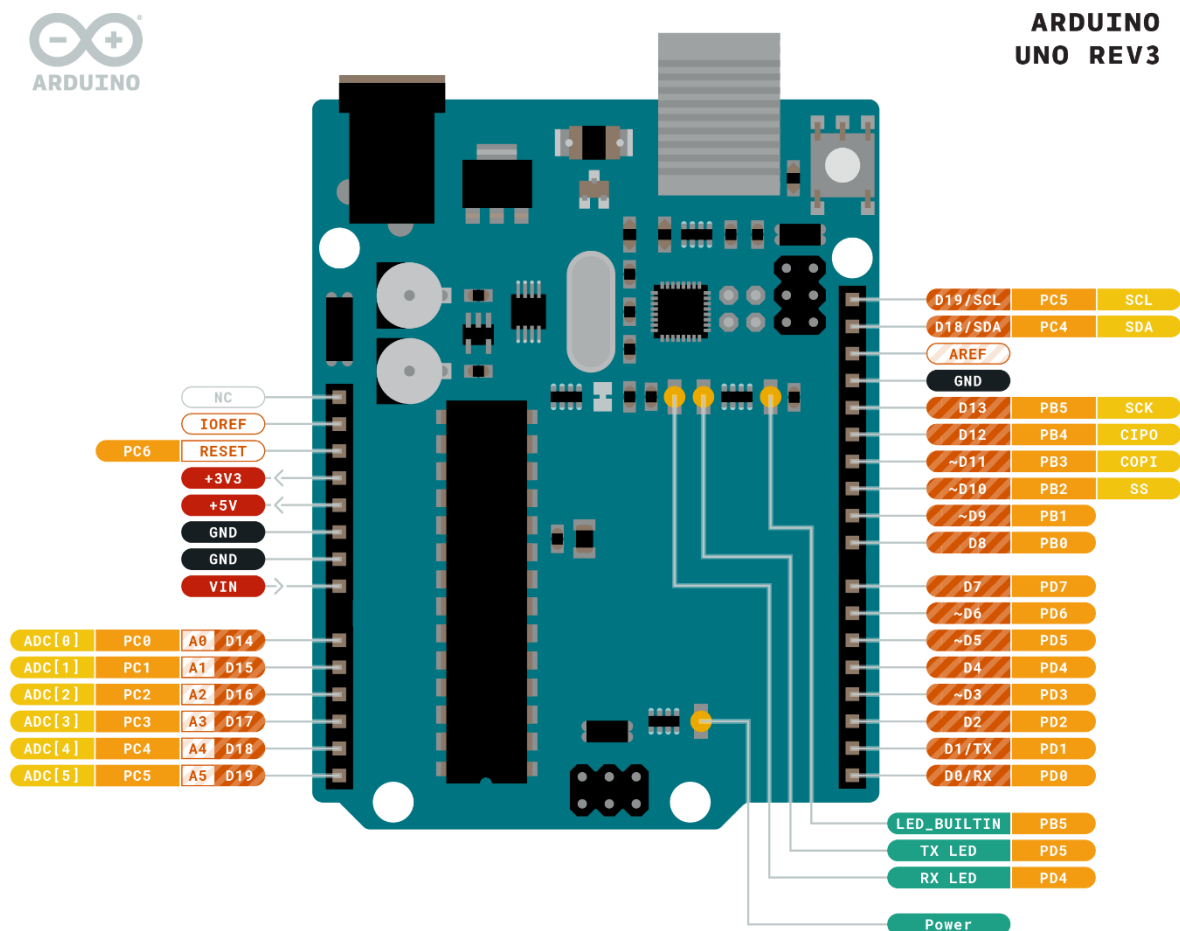 ARDUINO
ARDUINO
UNO REV3
D19/SCL PC5 SCL
D18/SDA PC4 SDA
AREF
GND
D13 PB5 SCK
D12 PB4 CIPO
~D11 PB3 COPI
~D10 PB2 SS
~D9 PB1
D8 PB0
D7 PD7
~D6 PD6
~D5 PD5
D4 PD4
~D3 PD3
D2 PD2
D1/TX PD1
D0/RX PD0
NC
IOREF
PC6 RESET
+3V3
+5V
GND
GND
VIN
ADC[0] PC0 A0 D14
ADC[1] PC1 A1 D15
ADC[2] PC2 A2 D16
ADC[3] PC3 A3 D17
ADC[4] PC4 A4 D18
ADC[5] PC5 A5 D19
LED_BUILTIN PB5
TX LED PD5
RX LED PD4
Power